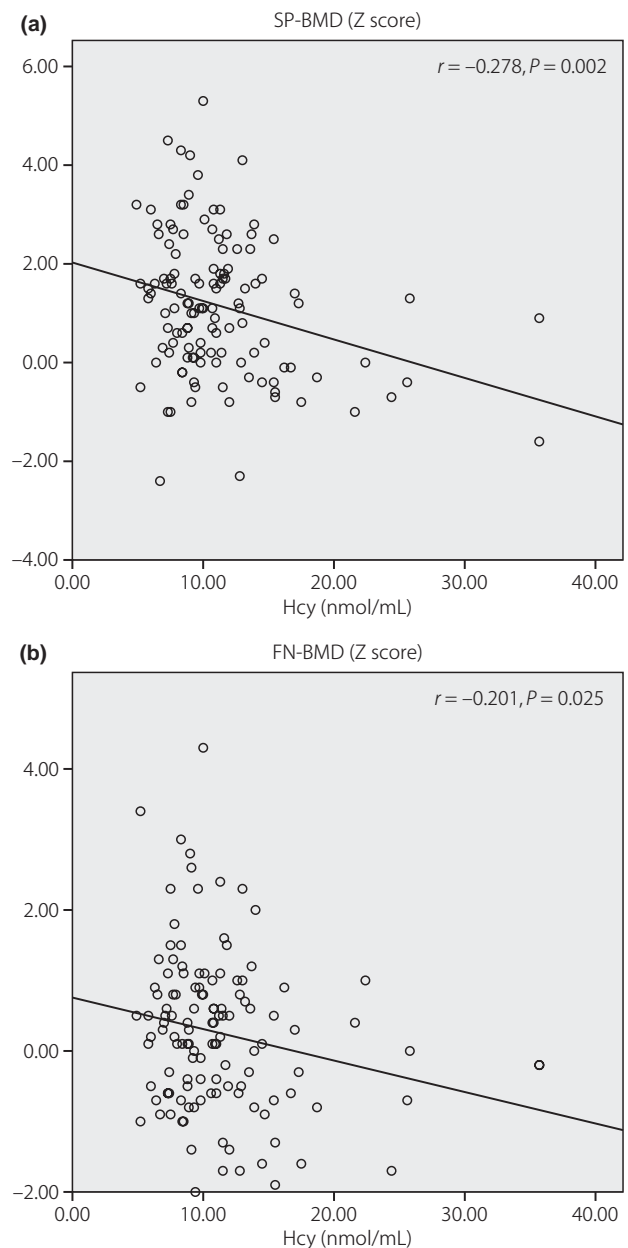 (a)
SP-BMD (Z score)
r = –0.278, P = 0.002
6.00
4.00
2.00
0.00
–2.00
–4.00
0.00 10.00 20.00 30.00 40.00
Hcy (nmol/mL)
(b)
FN-BMD (Z score)
r = –0.201, P = 0.025
4.00
2.00
0.00
–2.00
0.00 10.00 20.00 30.00 40.00
Hcy (nmol/mL)